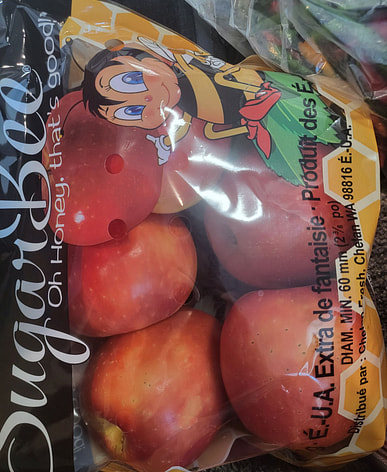 SugarBee
Oh Honey, that's good!
É.-U.A. Extra de fantaisie · Produit des É.-U.A.
DIAM. MIN. 60 mm (2⅜ po)
Distribué par : Chelan Fresh, Chelan WA 98816 É.-U.A.